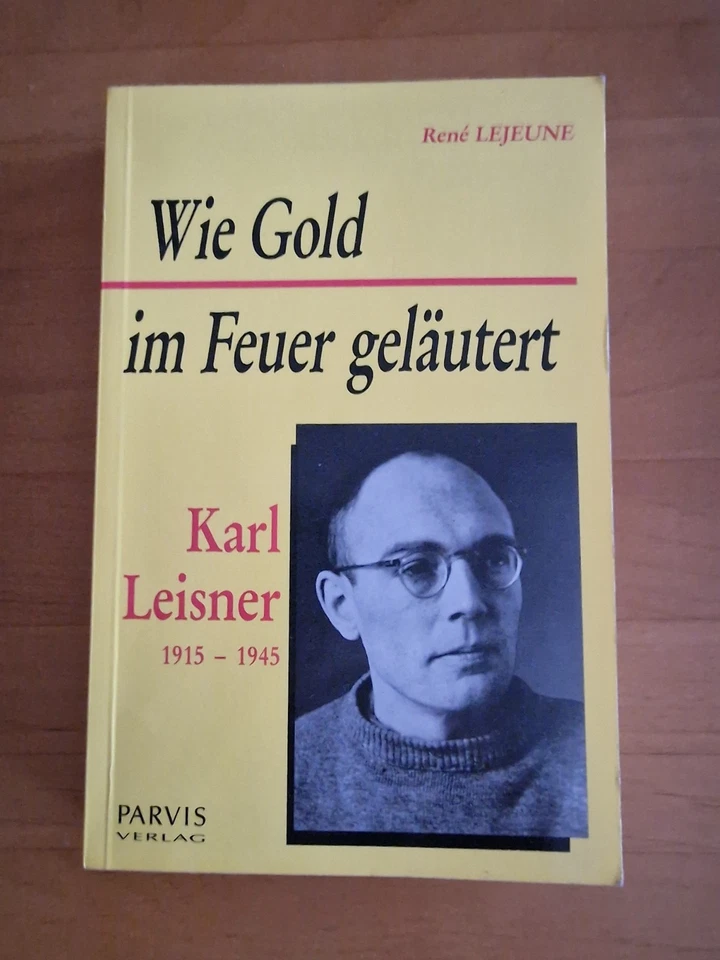 René LEJEUNE
Wie Gold
im Feuer geläutert
Karl
Leisner
1915 – 1945
PARVIS
VERLAG